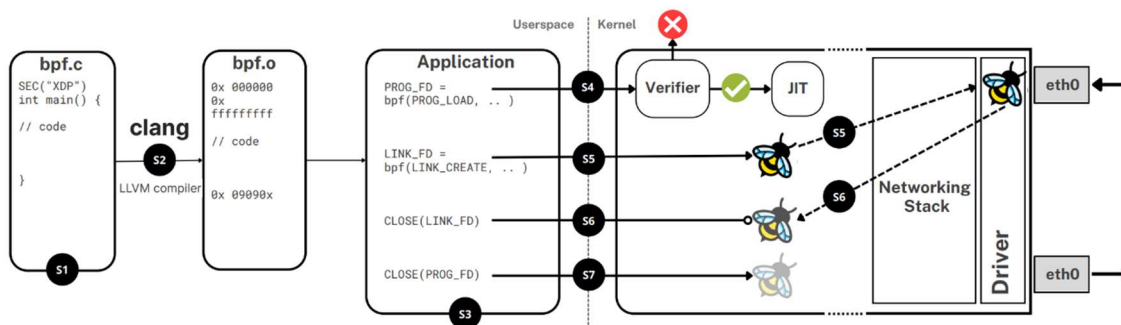 Userspace
Kernel
bpf.c
SEC("XDP")
int main() {
// code
}
S1
clang
S2
LLVM compiler
bpf.o
0x 000000
0x
fffffffff
// code
0x 09090x
Application
PROG_FD =
bpf(PROG_LOAD, .. )
LINK_FD =
bpf(LINK_CREATE, .. )
CLOSE(LINK_FD)
CLOSE(PROG_FD)
S3
S4
S5
S6
S7
Verifier
JIT
S5
S6
Networking
Stack
Driver
eth0
eth0